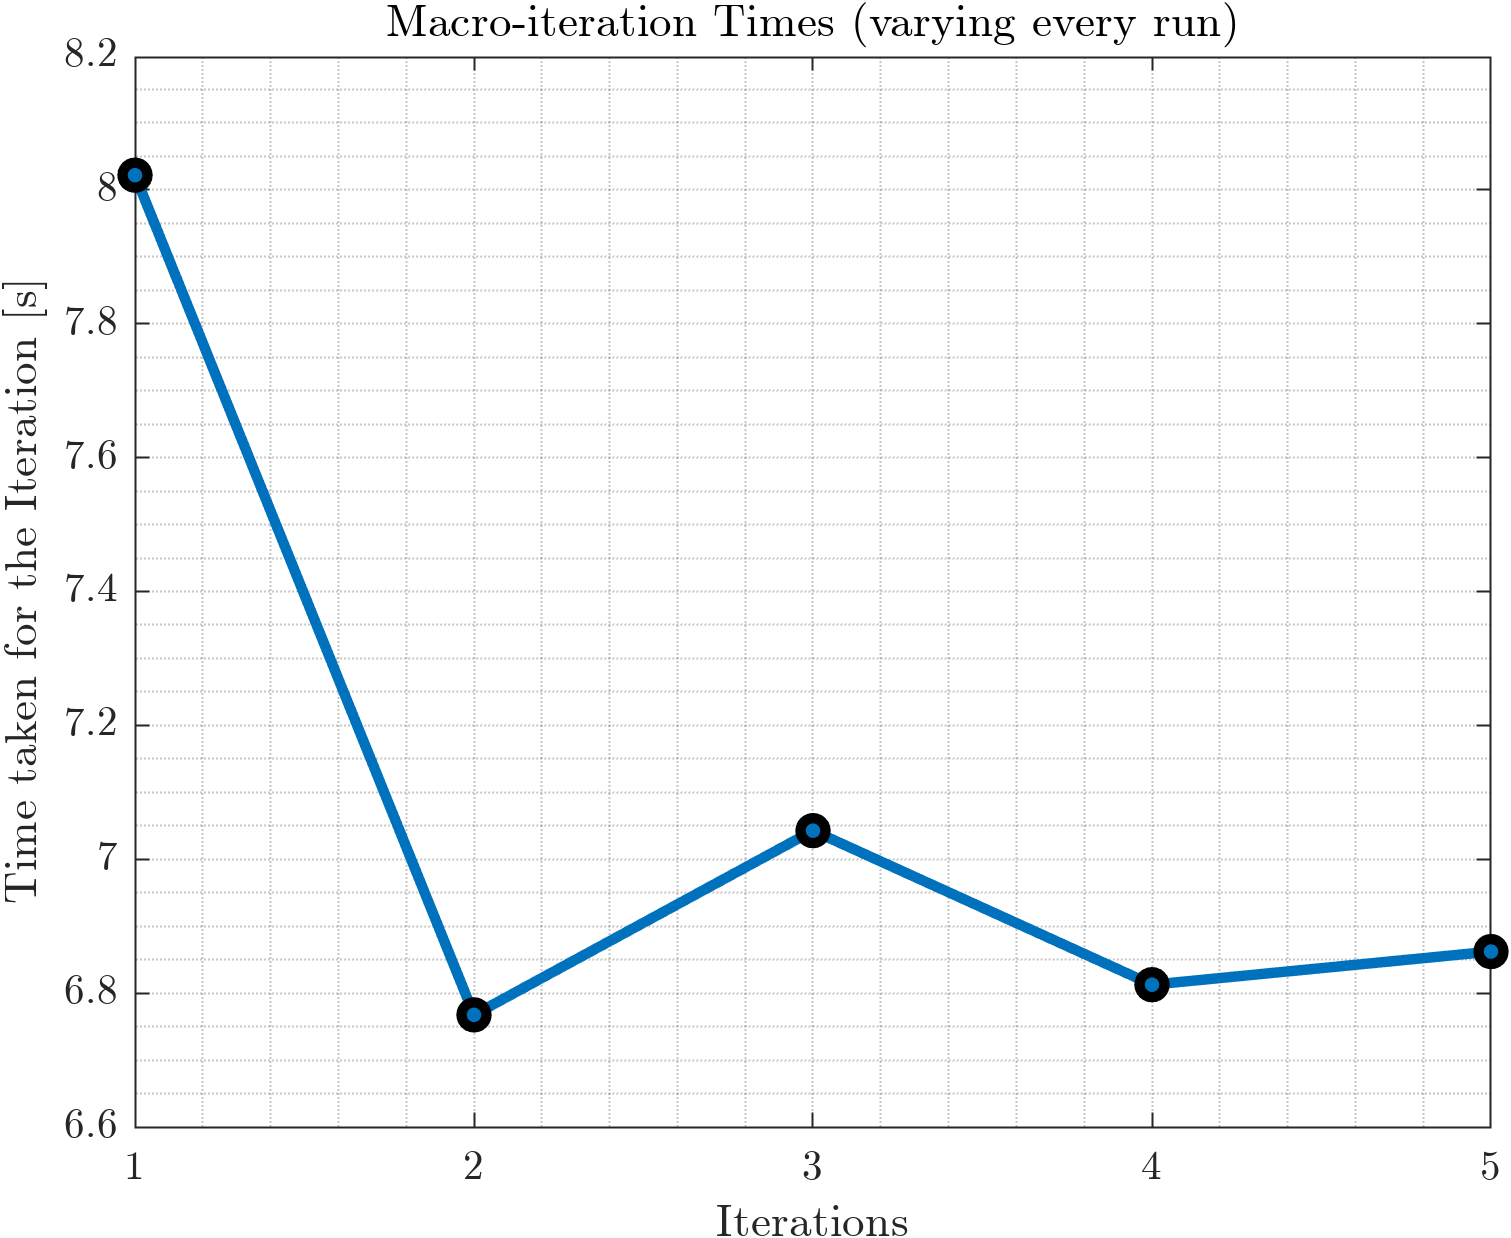 Macro-iteration Times (varying every run)
Time taken for the Iteration [s]
8.2
8
7.8
7.6
7.4
7.2
7
6.8
6.6
1 2 3 4 5
Iterations